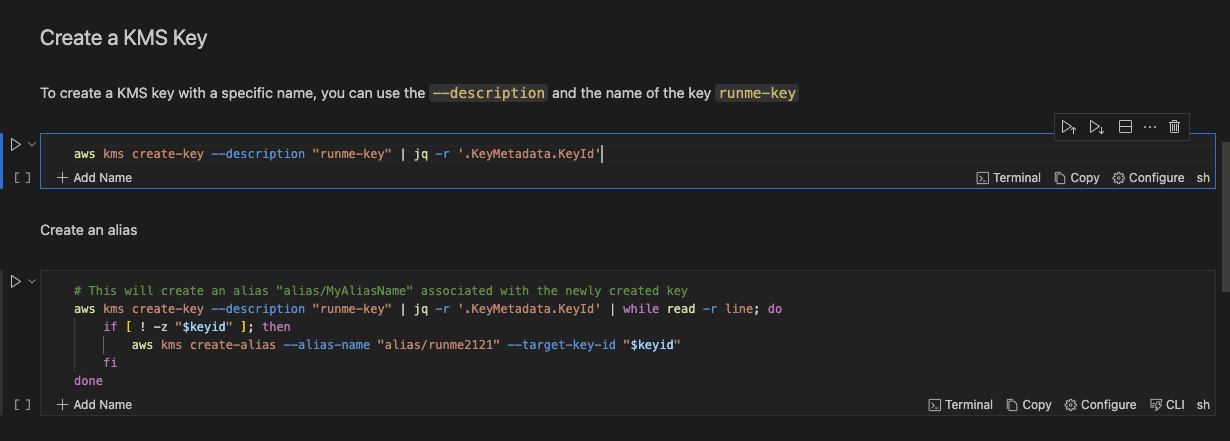 Create a KMS Key
To create a KMS key with a specific name, you can use the --description and the name of the key runme-key
aws kms create-key --description "runme-key" | jq -r '.KeyMetadata.KeyId'
[ ] + Add Name Terminal Copy Configure sh
Create an alias
# This will create an alias "alias/MyAliasName" associated with the newly created key
aws kms create-key --description "runme-key" | jq -r '.KeyMetadata.KeyId' | while read -r line; do
if [ ! -z "$keyid" ]; then
aws kms create-alias --alias-name "alias/runme2121" --target-key-id "$keyid"
fi
done
[ ] + Add Name Terminal Copy Configure CLI sh